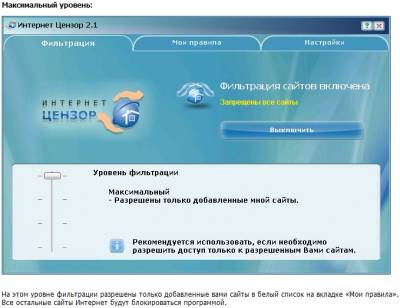 Максимальный уровень:
Интернет Цензор 2.1
Фильтрация
Мои правила
Настройки
ИНТЕРНЕТ
ЦЕНЗОР
Фильтрация сайтов включена
Запрещены все сайты
Выключить
Уровень фильтрации
Максимальный
- Разрешены только добавленные мной сайты.
Рекомендуется использовать, если необходимо
разрешить доступ только к разрешенным Вами сайтам.
На этом уровне фильтрации разрешены только добавленные вами сайты в белый список на вкладке «Мои правила».
Все остальные сайты Интернет будут блокироваться программой.